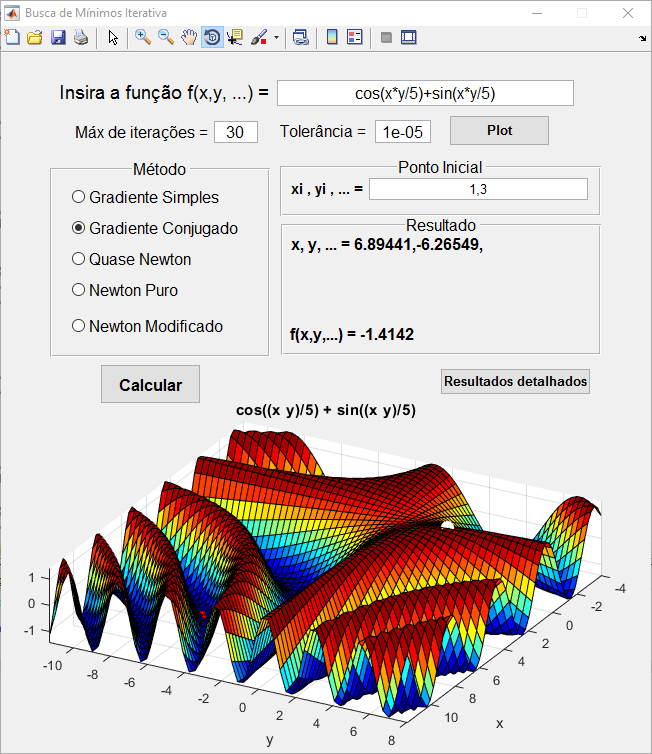 Busca de Mínimos Iterativa
Insira a função f(x,y, ...) = cos(x*y/5)+sin(x*y/5)
Máx de iterações = 30 Tolerância = 1e-05 Plot
Método
Gradiente Simples
Gradiente Conjugado
Quase Newton
Newton Puro
Newton Modificado
Ponto Inicial
xi , yi , ... = 1,3
Resultado
x, y, ... = 6.89441,-6.26549,
f(x,y,...) = -1.4142
Calcular
Resultados detalhados
cos((x y)/5) + sin((x y)/5)
1
0
-1
-10 -8 -6 -4 -2 0 2 4 6 8
y
-4
-2
0
2
4
6
8
10
x